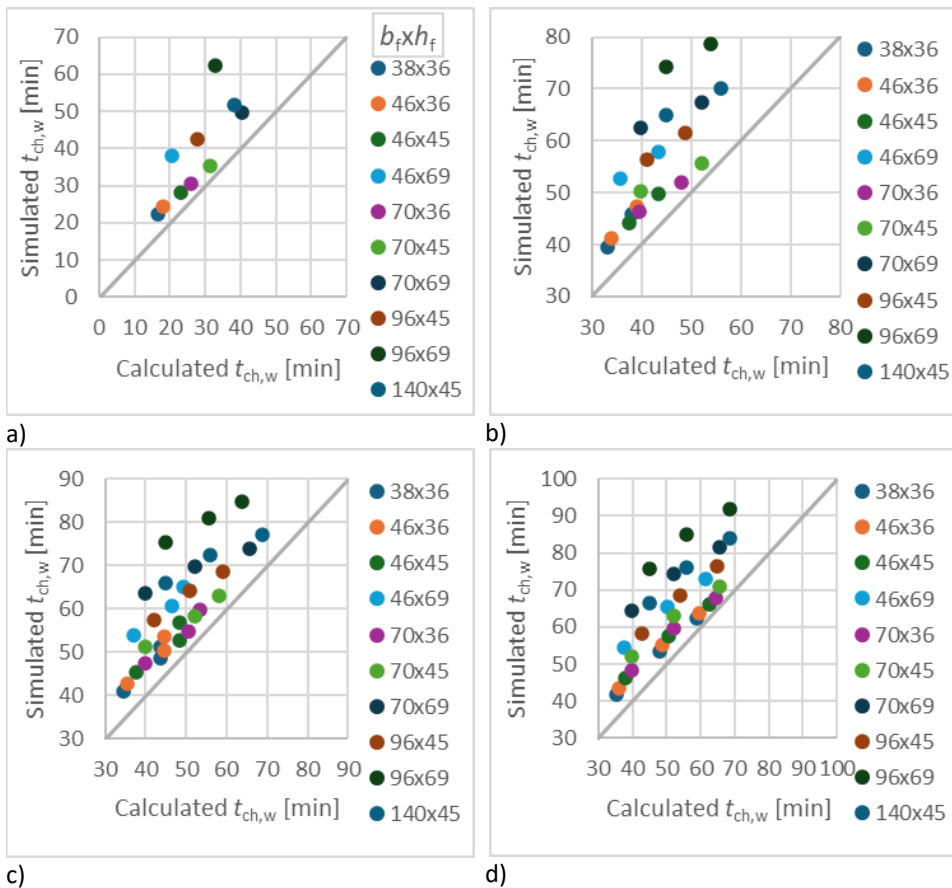 b_f x h_f
Simulated t_ch,w [min]
70
60
50
40
30
20
10
0
0 10 20 30 40 50 60 70
Calculated t_ch,w [min]
38x36
46x36
46x45
46x69
70x36
70x45
70x69
96x45
96x69
140x45
a)
Simulated t_ch,w [min]
80
70
60
50
40
30
30 40 50 60 70 80
Calculated t_ch,w [min]
38x36
46x36
46x45
46x69
70x36
70x45
70x69
96x45
96x69
140x45
b)
Simulated t_ch,w [min]
90
80
70
60
50
40
30
30 40 50 60 70 80 90
Calculated t_ch,w [min]
38x36
46x36
46x45
46x69
70x36
70x45
70x69
96x45
96x69
140x45
c)
Simulated t_ch,w [min]
100
90
80
70
60
50
40
30
30 40 50 60 70 80 90 100
Calculated t_ch,w [min]
38x36
46x36
46x45
46x69
70x36
70x45
70x69
96x45
96x69
140x45
d)